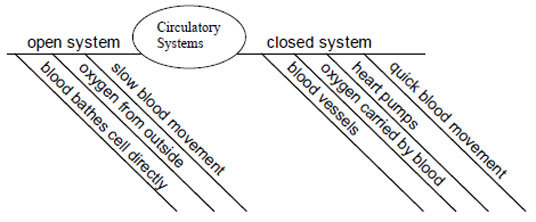 Circulatory
Systems
open system
blood bathes cell directly
oxygen from outside
slow blood movement
closed system
blood vessels
oxygen carried by blood
heart pumps
quick blood movement